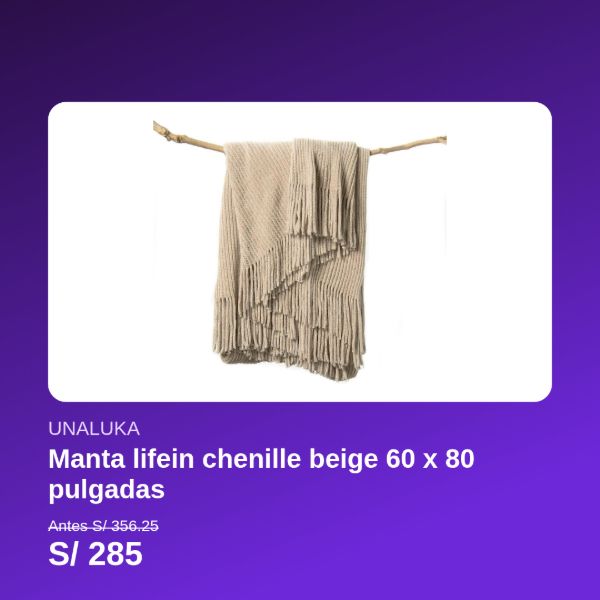 UNALUKA
Manta lifein chenille beige 60 x 80
pulgadas
Antes S/ 356.25
S/ 285